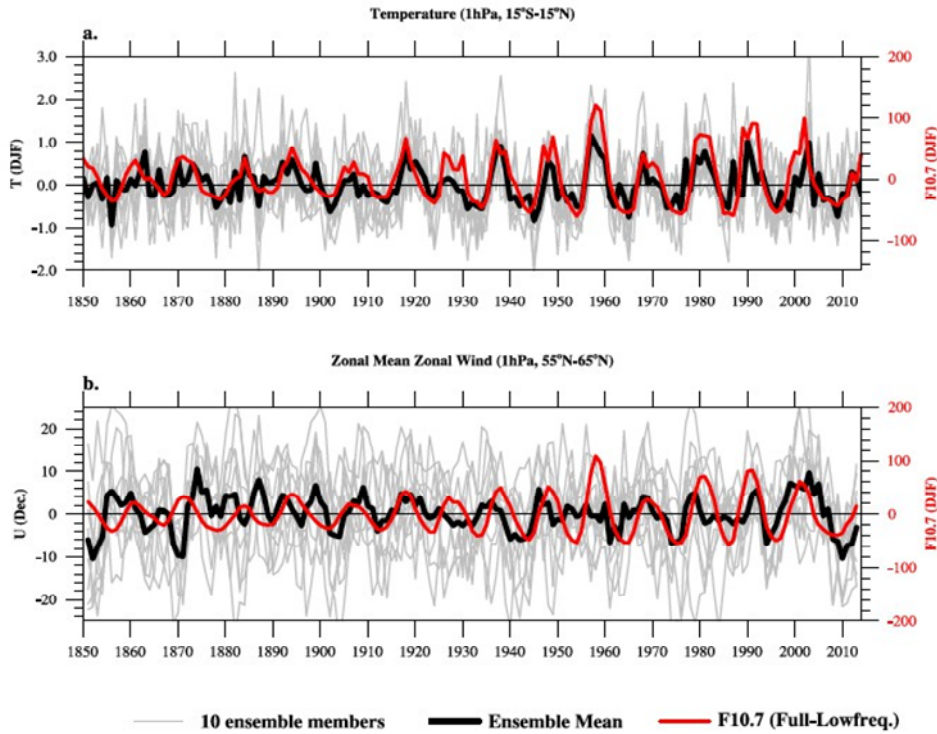 Temperature (1hPa, 15°S-15°N)
a.
3.0
2.0
1.0
0.0
-1.0
-2.0
T (DJF)
200
100
0
-100
F10.7 (DJF)
1850 1860 1870 1880 1890 1900 1910 1920 1930 1940 1950 1960 1970 1980 1990 2000 2010
Zonal Mean Zonal Wind (1hPa, 55°N-65°N)
b.
20
10
0
-10
-20
U (Dec.)
200
100
0
-100
-200
F10.7 (DJF)
1850 1860 1870 1880 1890 1900 1910 1920 1930 1940 1950 1960 1970 1980 1990 2000 2010
10 ensemble members Ensemble Mean F10.7 (Full-Lowfreq.)